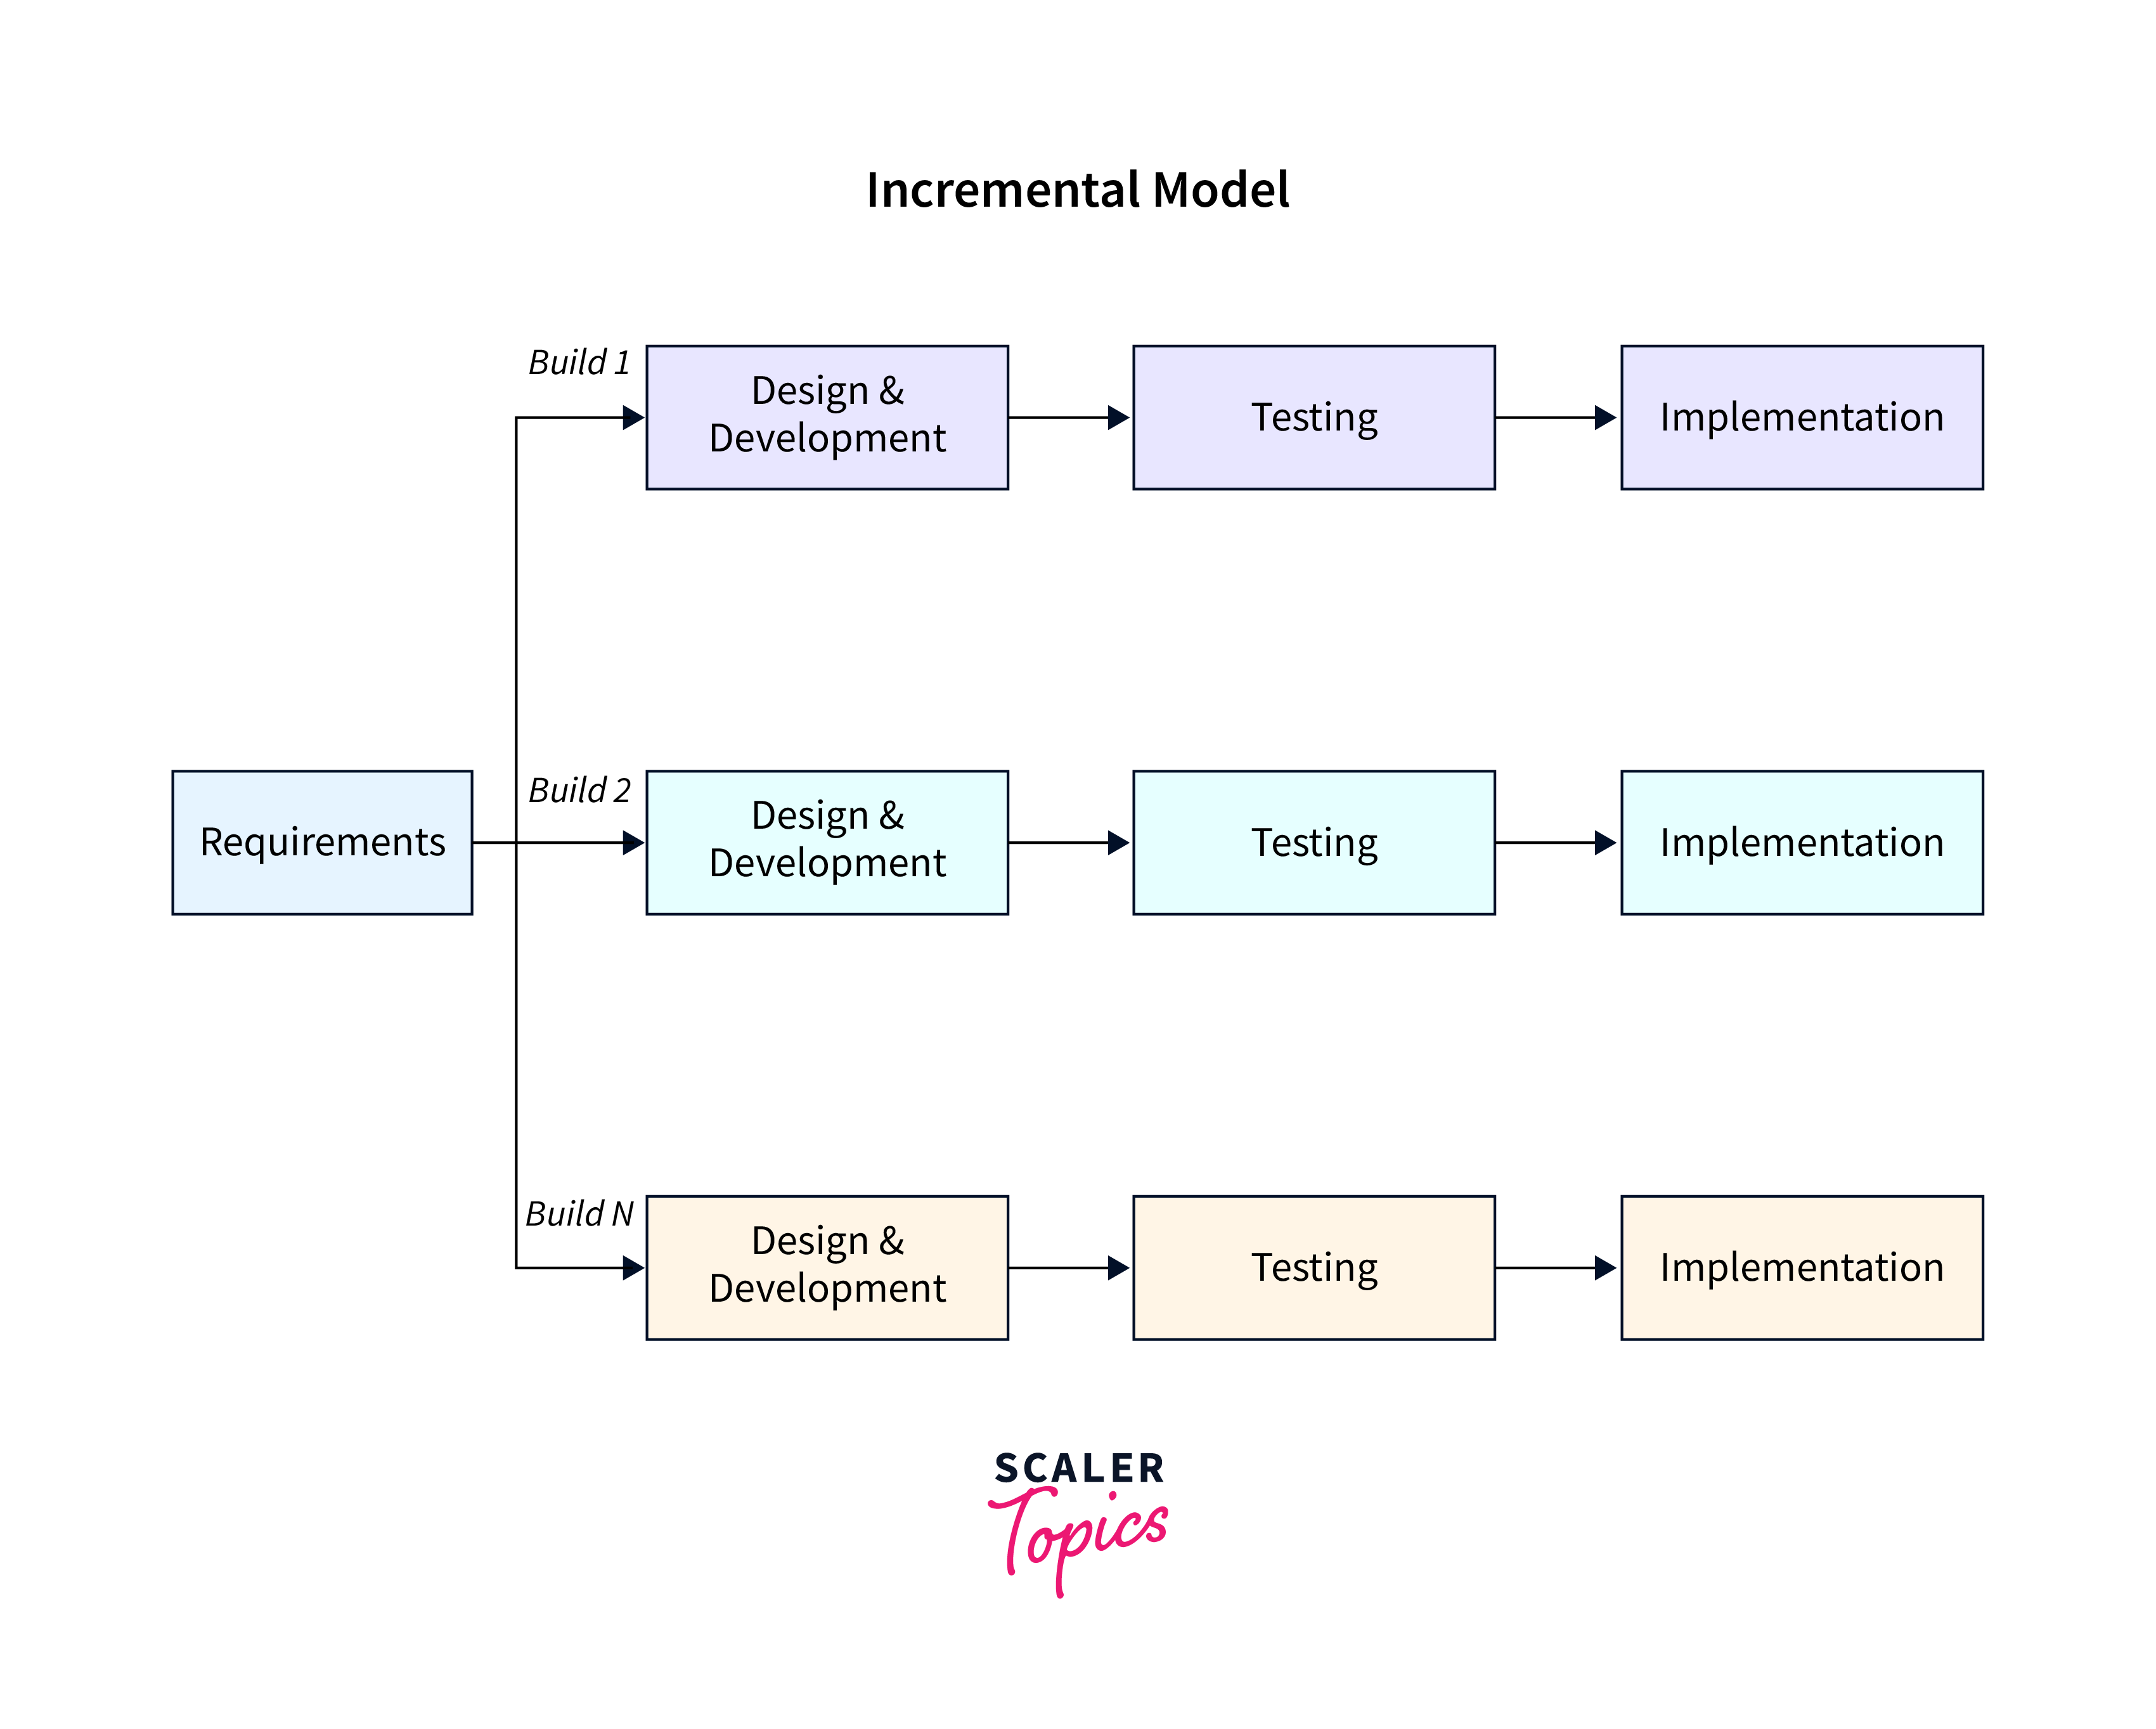 Incremental Model
Build 1
Design &
Development
Testing
Implementation
Requirements
Build 2
Design &
Development
Testing
Implementation
Build N
Design &
Development
Testing
Implementation
SCALER
Topics